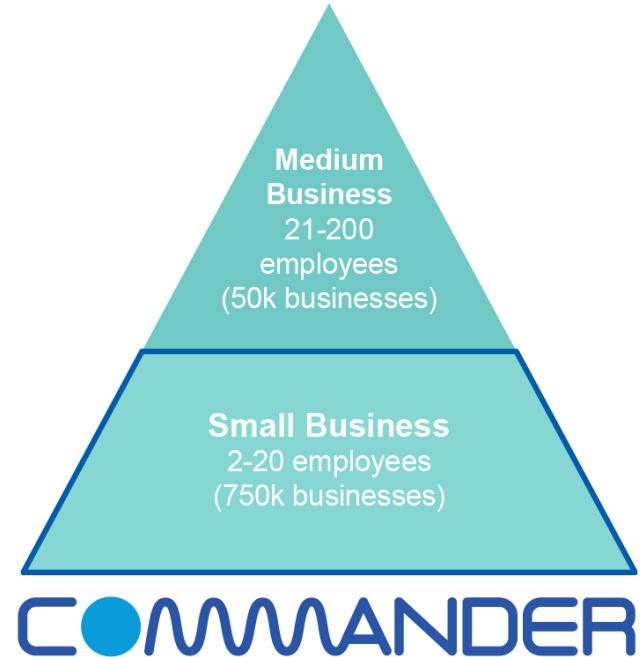 Medium
Business
21-200
employees
(50k businesses)
Small Business
2-20 employees
(750k businesses)
COMMANDER